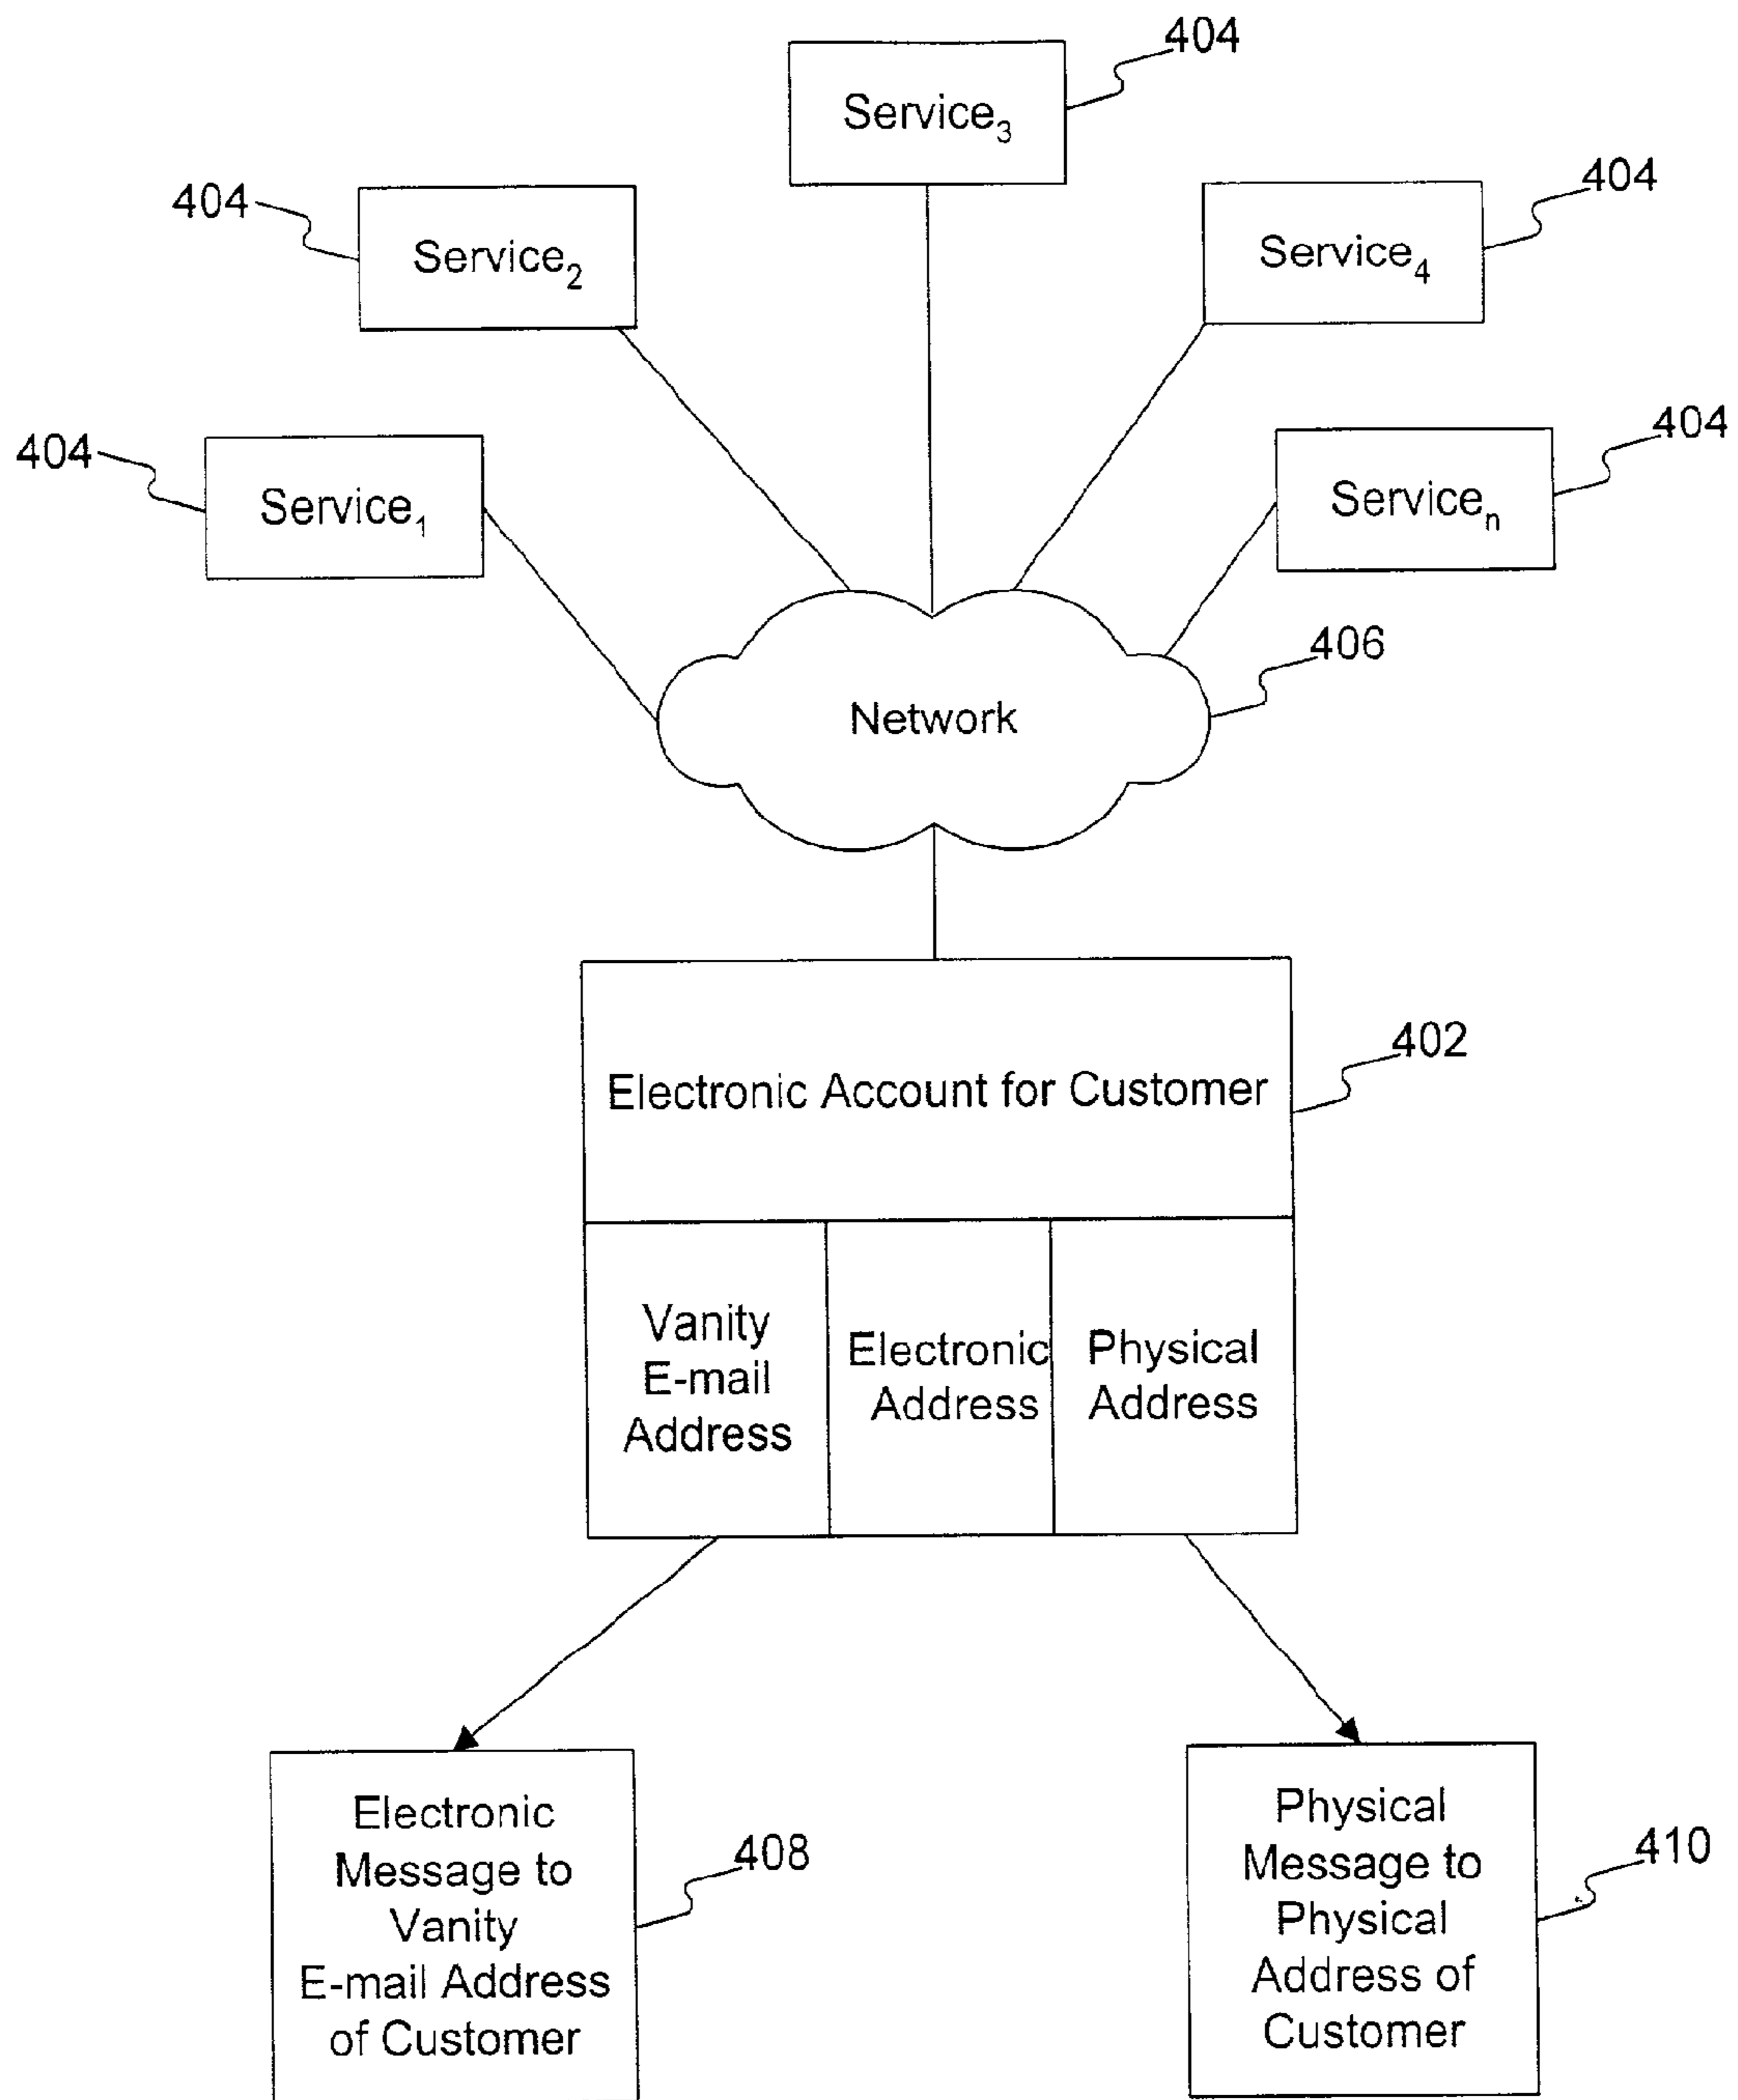 404
Service3
404
Service2
404
Service4
404
Service1
404
Servicen
406
Network
402
Electronic Account for Customer
Vanity
E-mail
Address
Electronic
Address
Physical
Address
Electronic
Message to
Vanity
E-mail Address
of Customer
408
Physical
Message to
Physical
Address of
Customer
410